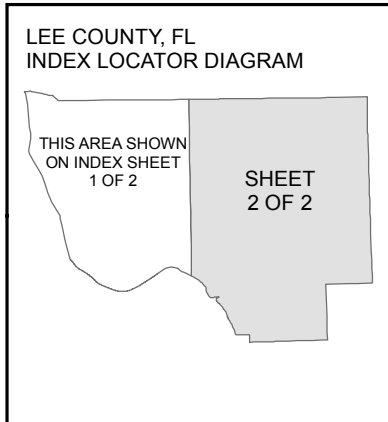 LEE COUNTY, FL
INDEX LOCATOR DIAGRAM
THIS AREA SHOWN
ON INDEX SHEET
1 OF 2
SHEET
2 OF 2